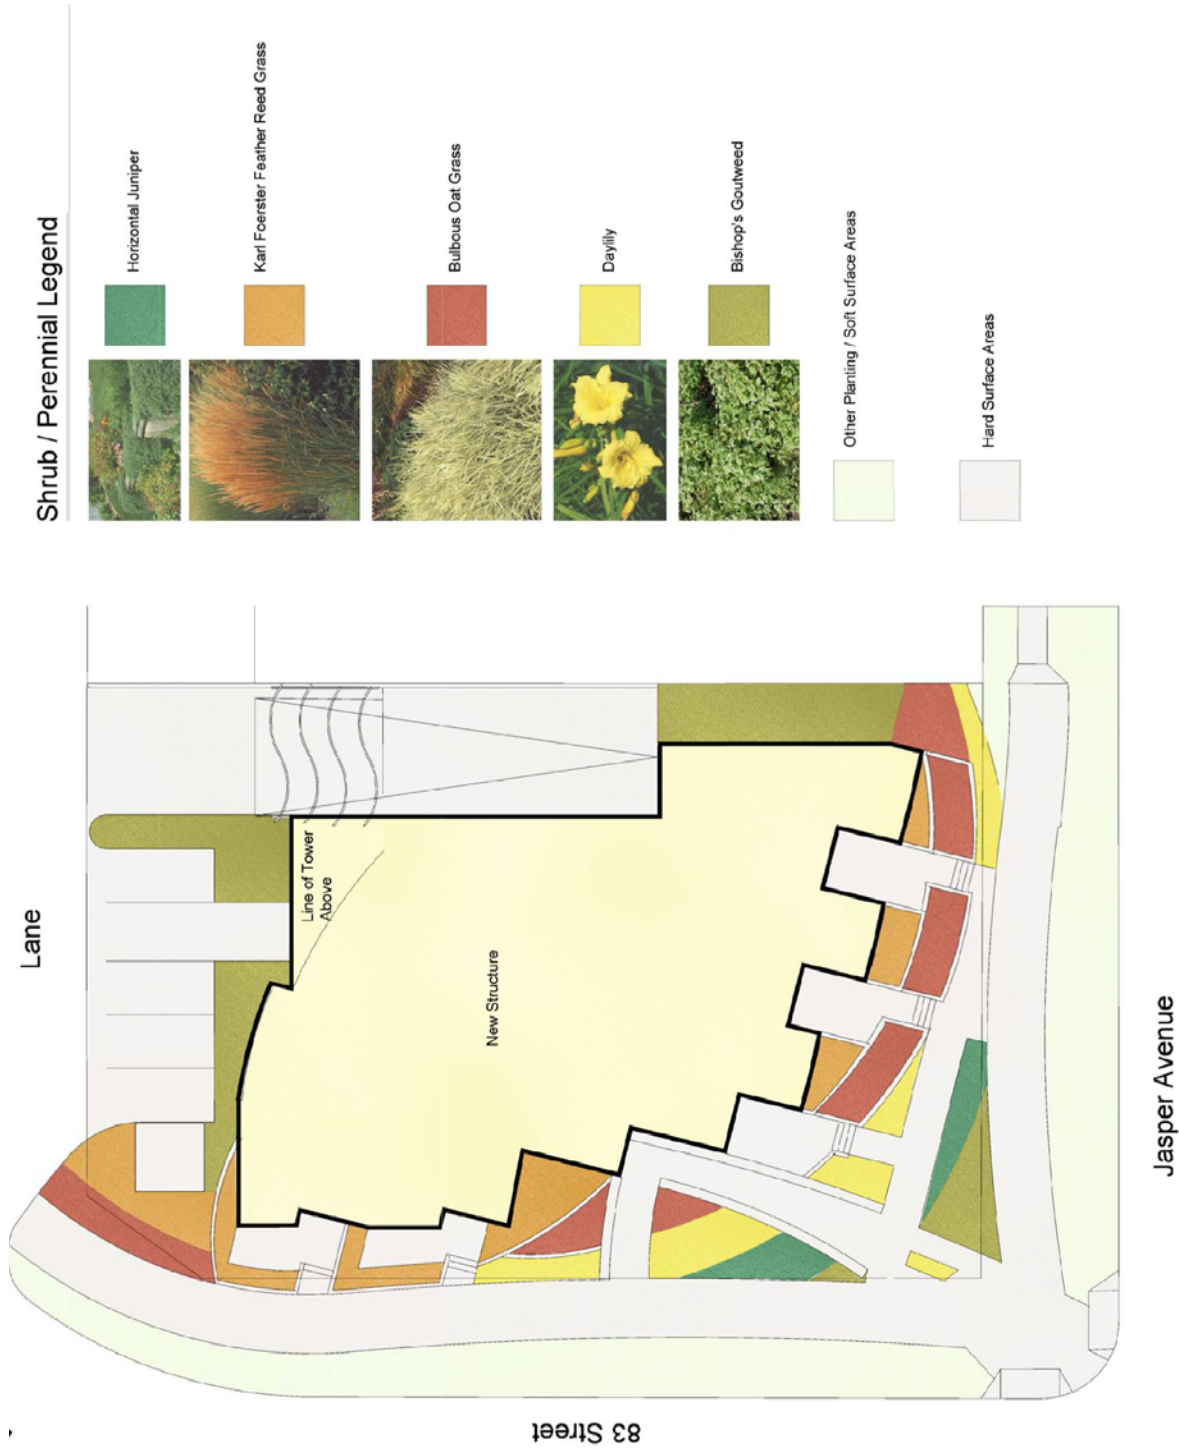 Shrub / Perennial Legend
Horizontal Juniper
Karl Foerster Feather Reed Grass
Bulbous Oat Grass
Daylily
Bishop's Goutweed
Other Planting / Soft Surface Areas
Hard Surface Areas
Lane
Line of Tower
Above
New Structure
Jasper Avenue
83 Street